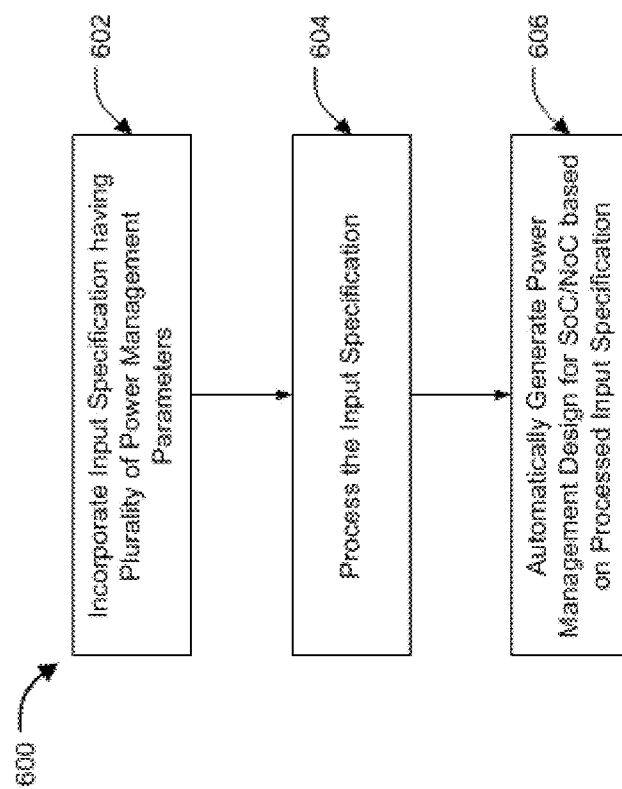 600
602
Incorporate Input Specification having
Plurality of Power Management
Parameters
604
Process the Input Specification
606
Automatically Generate Power
Management Design for SoC/NoC based
on Processed Input Specification